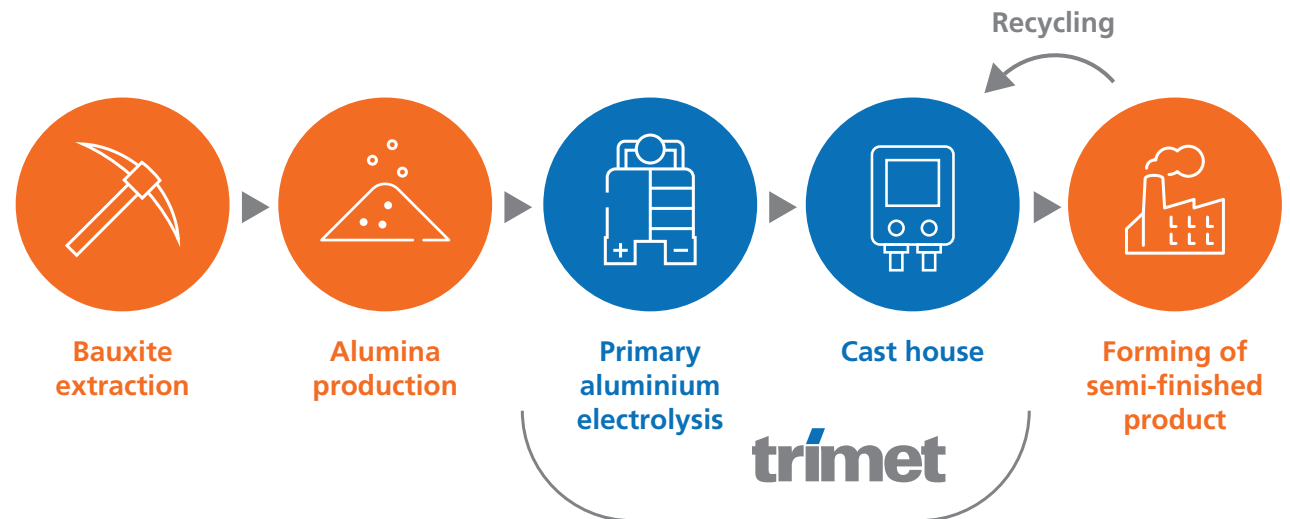 Recycling
Bauxite
extraction
Alumina
production
Primary
aluminium
electrolysis
Cast house
Forming of
semi-finished
product
trimet